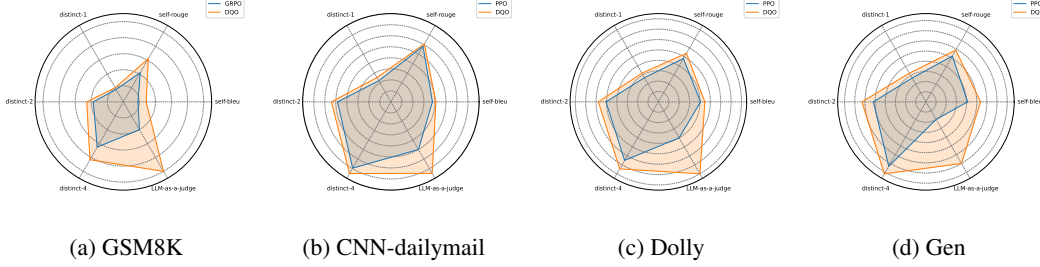 GRPO
DQO
distinct-1
self-rouge
distinct-2
self-bleu
distinct-4
LLM-as-a-judge
(a) GSM8K
PPO
DQO
distinct-1
self-rouge
distinct-2
self-bleu
distinct-4
LLM-as-a-judge
(b) CNN-dailymail
PPO
DQO
distinct-1
self-rouge
distinct-2
self-bleu
distinct-4
LLM-as-a-judge
(c) Dolly
PPO
DQO
distinct-1
self-rouge
distinct-2
self-bleu
distinct-4
LLM-as-a-judge
(d) Gen